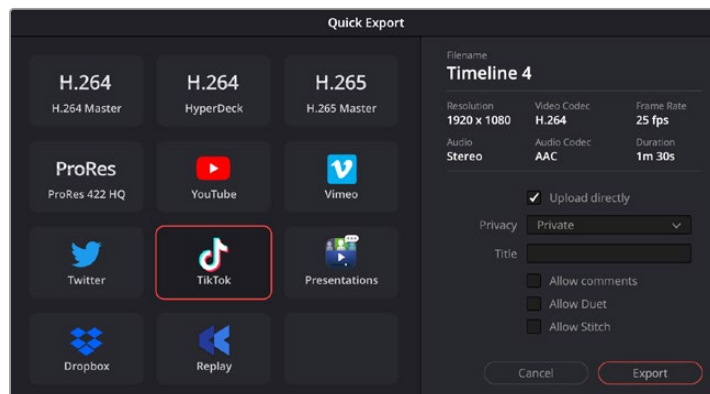 Quick Export
H.264
H.264 Master
H.264
HyperDeck
H.265
H.265 Master
ProRes
ProRes 422 HQ
YouTube
Vimeo
Twitter
TikTok
Presentations
Dropbox
Replay
Filename
Timeline 4
Resolution Video Codec Frame Rate
1920 x 1080 H.264 25 fps
Audio Audio Codec Duration
Stereo AAC 1m 30s
Upload directly
Privacy Private
Title
Allow comments
Allow Duet
Allow Stitch
Cancel Export